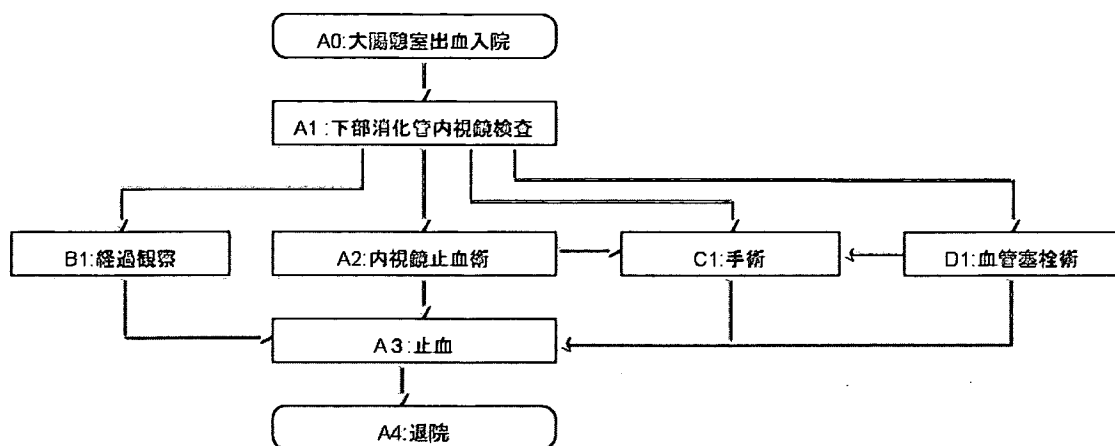 A0:大腸憩室出血入院
A1:下部消化管内視鏡検査
B1:経過観察
A2:内視鏡止血術
C1:手術
D1:血管塞栓術
A3:止血
A4:退院